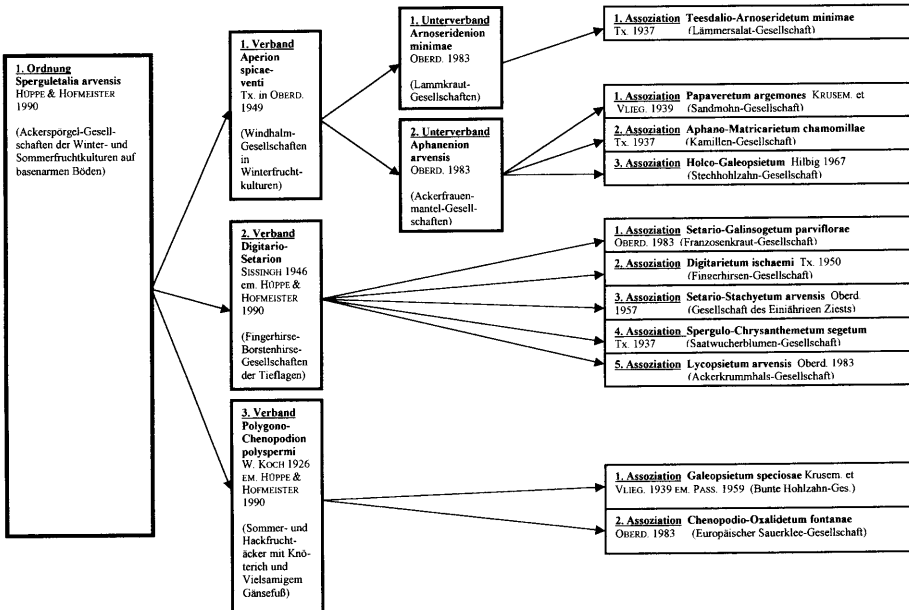 1. Ordnung
Sperguletalia arvensis
HÜPPE & HOFMEISTER
1990
(Ackerspörgel-Gesell-
schaften der Winter- und
Sommerfruchtkulturen auf
basenarmen Böden)
1. Verband
Aperion
spicae-
venti
TX. in OBERD.
1949
(Windhalm-
Gesellschaften
in
Winterfrucht-
kulturen)
2. Verband
Digitario-
Setarion
SISSINGH 1946
em. HÜPPE &
HOFMEISTER
1990
(Fingerhirse-
Borstenhirse-
Gesellschaften
der Tieflagen)
3. Verband
Polygono-
Chenopodion
polyspermi
W. KOCH 1926
EM. HÜPPE &
HOFMEISTER
1990
(Sommer- und
Hackfrucht-
äcker mit Knö-
terich und
Vielsamigem
Gänsefuß)
1. Unterverband
Arnoseridenion
minimae
OBERD. 1983
(Lammkraut-
Gesellschaften)
2. Unterverband
Aphanenion
arvensis
OBERD. 1983
(Ackerfrauen-
mantel-Gesell-
schaften)
1. Assoziation Teesdalio-Arnoseridetum minimae
TX. 1937 (Lämmersalat-Gesellschaft)
1. Assoziation Papaveretum argemones KRUSEM. et
VLIEG. 1939 (Sandmohn-Gesellschaft)
2. Assoziation Aphano-Matricarietum chamomillae
TX. 1937 (Kamillen-Gesellschaft)
3. Assoziation Holco-Galeopsietum Hilbig 1967
(Stechhohlzahn-Gesellschaft)
1. Assoziation Setario-Galinsogetum parviflorae
OBERD. 1983 (Franzosenkraut-Gesellschaft)
2. Assoziation Digitarietum ischaemi Tx. 1950
(Fingerhirsen-Gesellschaft)
3. Assoziation Setario-Stachyetum arvensis Oberd.
1957 (Gesellschaft des Einjährigen Ziests)
4. Assoziation Spergulo-Chrysanthemetum segetum
TX. 1937 (Saatwucherblumen-Gesellschaft)
5. Assoziation Lycopsietum arvensis Oberd. 1983
(Ackerkrummhals-Gesellschaft)
1. Assoziation Galeopsietum speciosae Krusem. et
VLIEG. 1939 EM. PASS. 1959 (Bunte Hohlzahn-Ges.)
2. Assoziation Chenopodio-Oxalidetum fontanae
OBERD. 1983 (Europäischer Sauerklee-Gesellschaft)